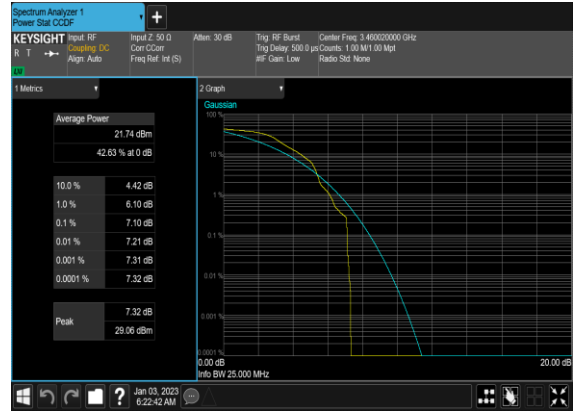 Spectrum Analyzer 1
Power Stat CCDF
KEYSIGHT
R T
LXI
Input: RF
Coupling: DC
Align: Auto
Input Z: 50 Ω
Corr CCorr
Freq Ref: Int (S)
Atten: 30 dB
Trig: RF Burst
Trig Delay: 500.0 µs
#IF Gain: Low
Center Freq: 3.460020000 GHz
Counts: 1.00 M/1.00 Mpt
Radio Std: None
1 Metrics
Average Power
21.74 dBm
42.63 % at 0 dB
10.0 % 4.42 dB
1.0 % 6.10 dB
0.1 % 7.10 dB
0.01 % 7.21 dB
0.001 % 7.31 dB
0.0001 % 7.32 dB
Peak
7.32 dB
29.06 dBm
2 Graph
Gaussian
100 %
10 %
1 %
0.1 %
0.01 %
0.001 %
0.0001 %
0.00 dB 20.00 dB
Info BW 25.000 MHz
?
Jan 03, 2023
6:22:42 AM